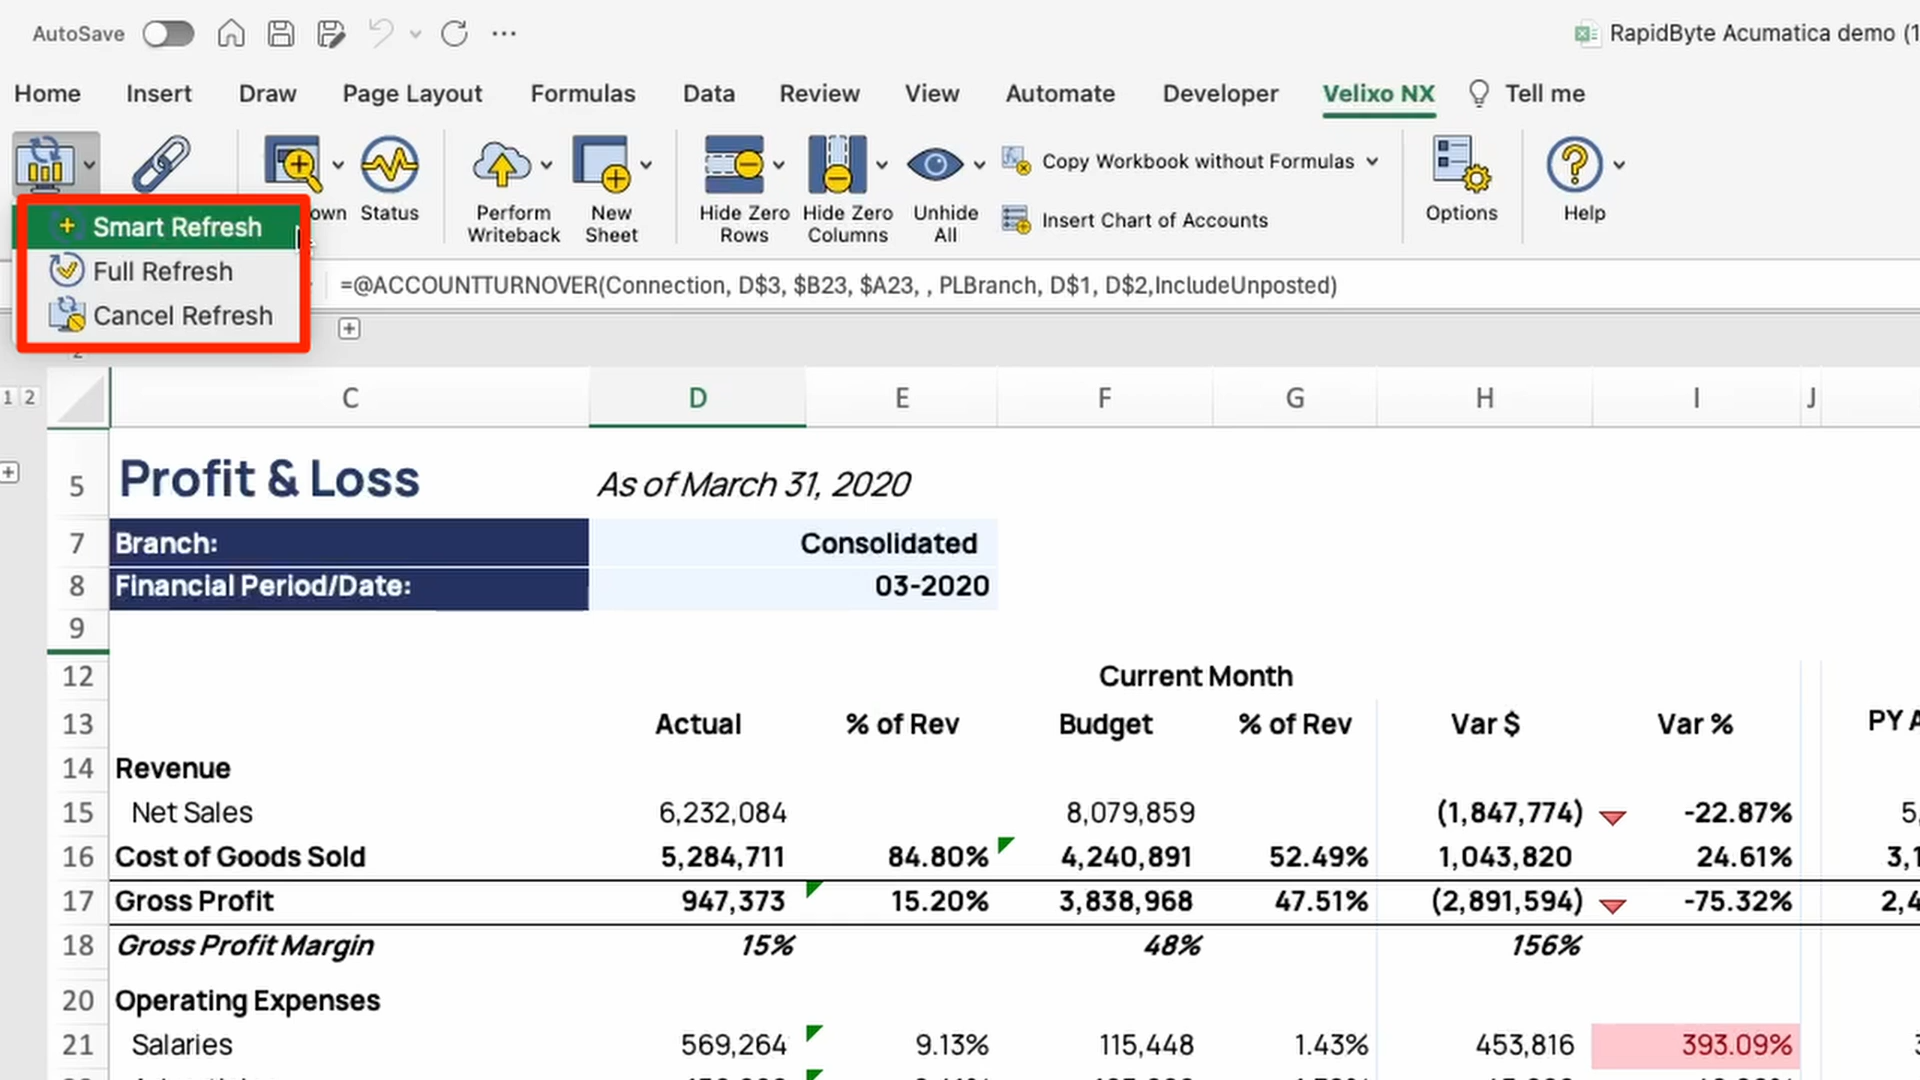 AutoSave
RapidByte Acumatica demo (1
Home Insert Draw Page Layout Formulas Data Review View Automate Developer Velixo NX Tell me
Smart Refresh
Full Refresh
Cancel Refresh
own
Status
Perform
Writeback
New
Sheet
Hide Zero
Rows
Hide Zero
Columns
Unhide
All
Copy Workbook without Formulas
Insert Chart of Accounts
Options
Help
=@ACCOUNTTURNOVER(Connection, D$3, $B23, $A23, , PLBranch, D$1, D$2,IncludeUnposted)
1 2 C D E F G H I J
5 Profit & Loss As of March 31, 2020
7 Branch: Consolidated
8 Financial Period/Date: 03-2020
9
12 Current Month
13 Actual % of Rev Budget % of Rev Var $ Var % PY A
14 Revenue
15 Net Sales 6,232,084 8,079,859 (1,847,774) -22.87% 5,
16 Cost of Goods Sold 5,284,711 84.80% 4,240,891 52.49% 1,043,820 24.61% 3,1
17 Gross Profit 947,373 15.20% 3,838,968 47.51% (2,891,594) -75.32% 2,4
18 Gross Profit Margin 15% 48% 156%
20 Operating Expenses
21 Salaries 569,264 9.13% 115,448 1.43% 453,816 393.09%